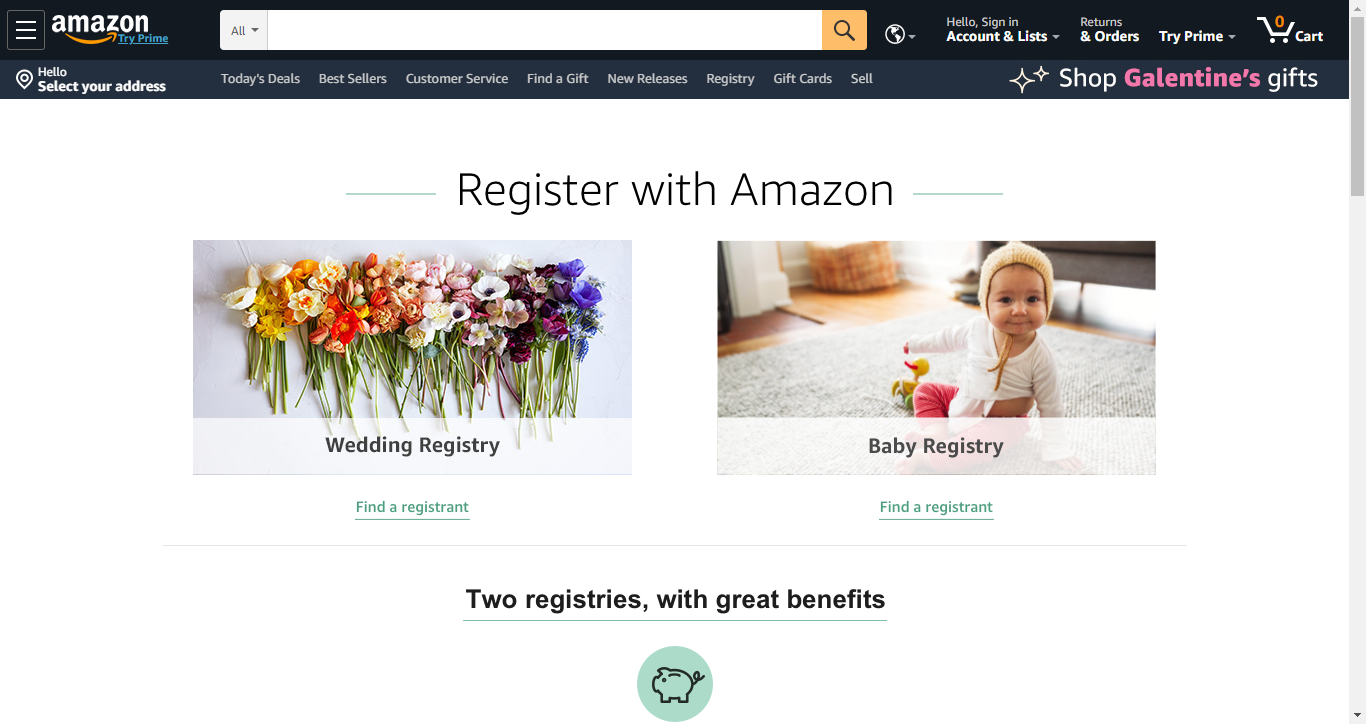 amazon
Try Prime
All
Hello, Sign in
Account & Lists
Returns
& Orders
Try Prime
0
Cart
Hello
Select your address
Today's Deals
Best Sellers
Customer Service
Find a Gift
New Releases
Registry
Gift Cards
Sell
Shop Galentine's gifts
Register with Amazon
Wedding Registry
Baby Registry
Find a registrant
Find a registrant
Two registries, with great benefits